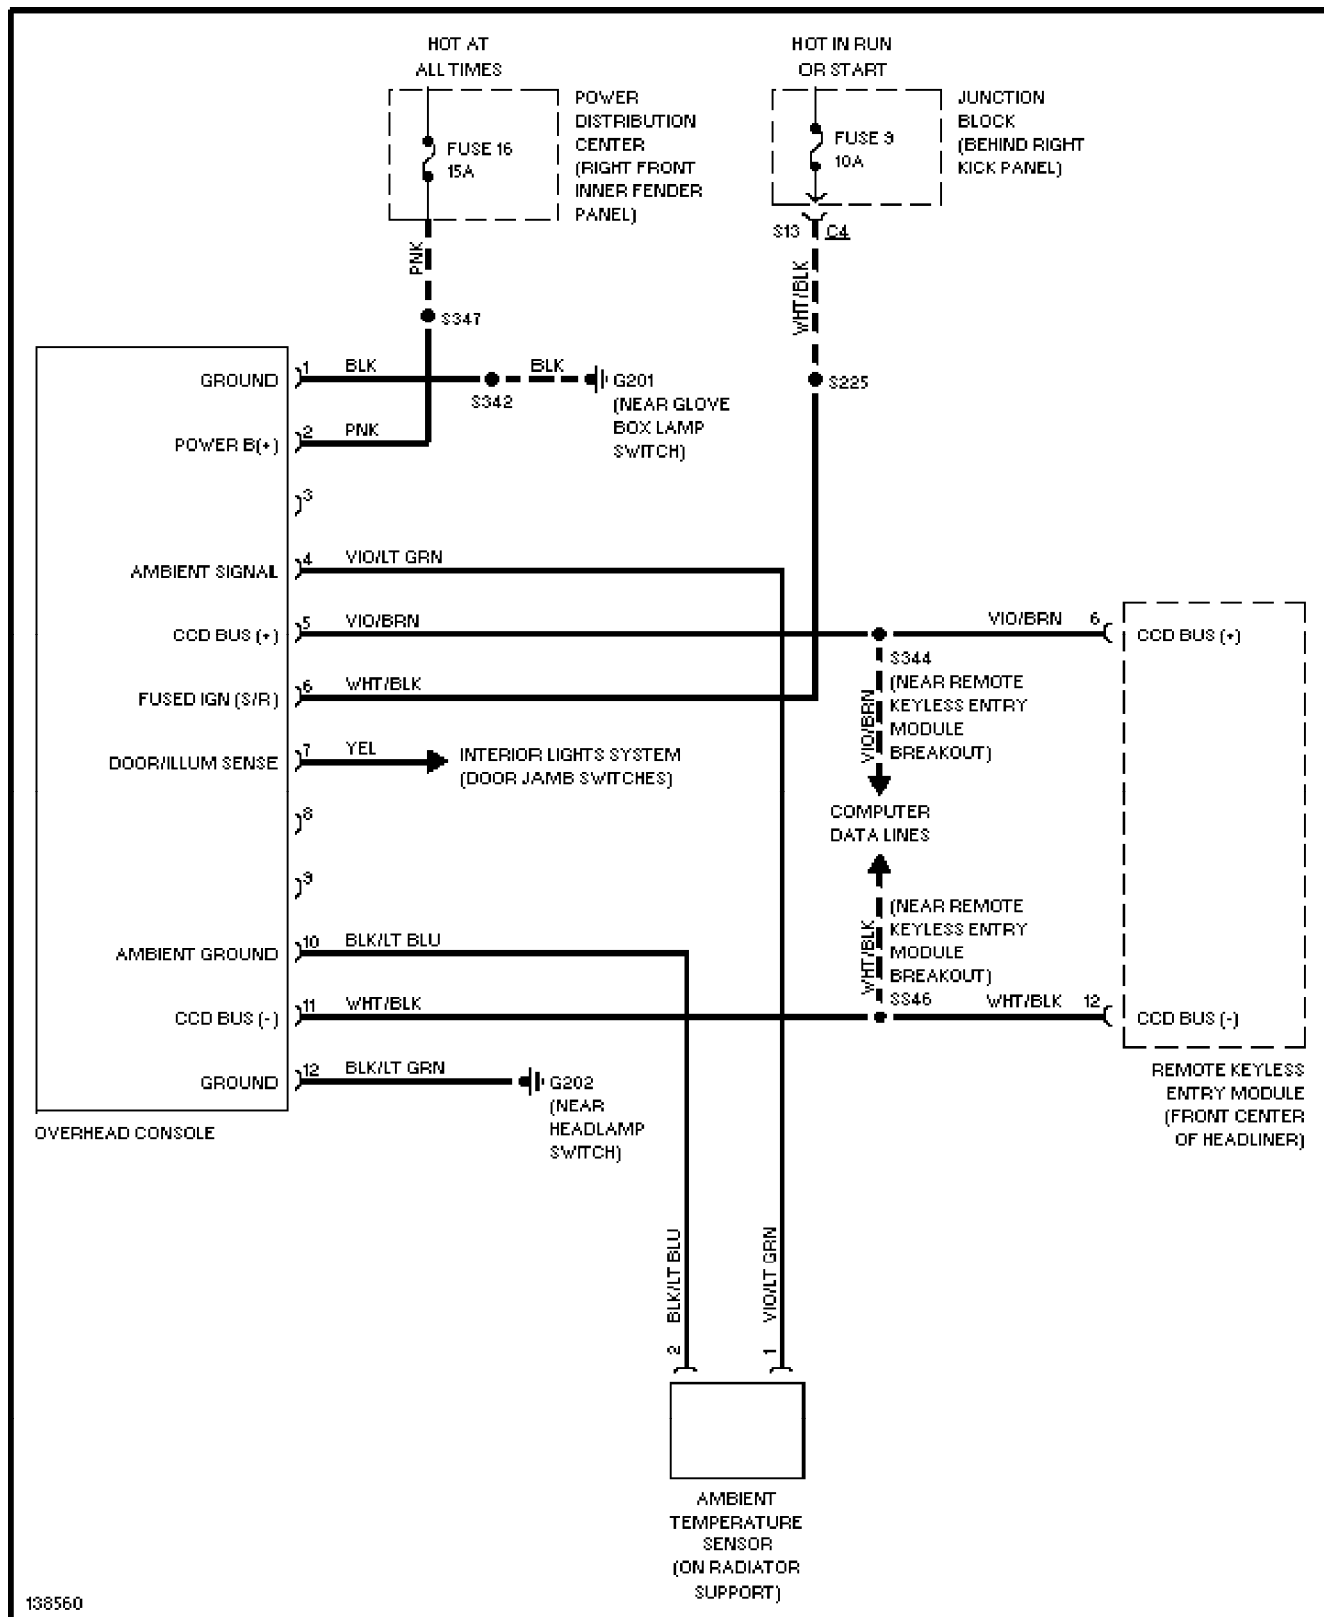 HOT AT
ALL TIMES
HOT IN RUN
OR START
POWER
DISTRIBUTION
CENTER
(RIGHT FRONT
INNER FENDER
PANEL)
FUSE 16
15A
JUNCTION
BLOCK
(BEHIND RIGHT
KICK PANEL)
FUSE 9
10A
S13 C4
PNK
WHT/BLK
S347
S225
GROUND 1 BLK
S342
BLK
G201
(NEAR GLOVE
BOX LAMP
SWITCH)
POWER B(+) 2 PNK
3
AMBIENT SIGNAL 4 VIO/LT GRN
CCD BUS (+) 5 VIO/BRN
VIO/BRN 6 CCD BUS (+)
S344
(NEAR REMOTE
KEYLESS ENTRY
MODULE
BREAKOUT)
VIO/BRN
FUSED IGN (S/R) 6 WHT/BLK
DOOR/ILLUM SENSE 7 YEL
INTERIOR LIGHTS SYSTEM
(DOOR JAMB SWITCHES)
COMPUTER
DATA LINES
8
9
(NEAR REMOTE
KEYLESS ENTRY
MODULE
BREAKOUT)
WHT/BLK
S346
AMBIENT GROUND 10 BLK/LT BLU
CCD BUS (-) 11 WHT/BLK
WHT/BLK 12 CCD BUS (-)
GROUND 12 BLK/LT GRN
G202
(NEAR
HEADLAMP
SWITCH)
OVERHEAD CONSOLE
REMOTE KEYLESS
ENTRY MODULE
(FRONT CENTER
OF HEADLINER)
BLK/LT BLU
VIO/LT GRN
2
1
AMBIENT
TEMPERATURE
SENSOR
(ON RADIATOR
SUPPORT)
138560